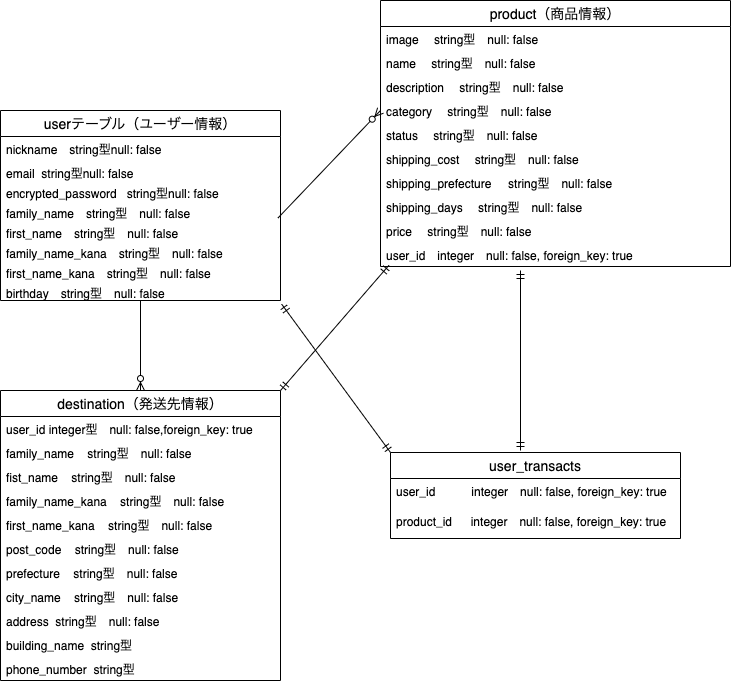 product（商品情報）
image string型 null: false
name string型 null: false
description string型 null: false
category string型 null: false
status string型 null: false
shipping_cost string型 null: false
shipping_prefecture string型 null: false
shipping_days string型 null: false
price string型 null: false
user_id integer null: false, foreign_key: true
userテーブル（ユーザー情報）
nickname string型null: false
email string型null: false
encrypted_password string型null: false
family_name string型 null: false
first_name string型 null: false
family_name_kana string型 null: false
first_name_kana string型 null: false
birthday string型 null: false
destination（発送先情報）
user_id integer型 null: false,foreign_key: true
family_name string型 null: false
fist_name string型 null: false
family_name_kana string型 null: false
first_name_kana string型 null: false
post_code string型 null: false
prefecture string型 null: false
city_name string型 null: false
address string型 null: false
building_name string型
phone_number string型
user_transacts
user_id integer null: false, foreign_key: true
product_id integer null: false, foreign_key: true